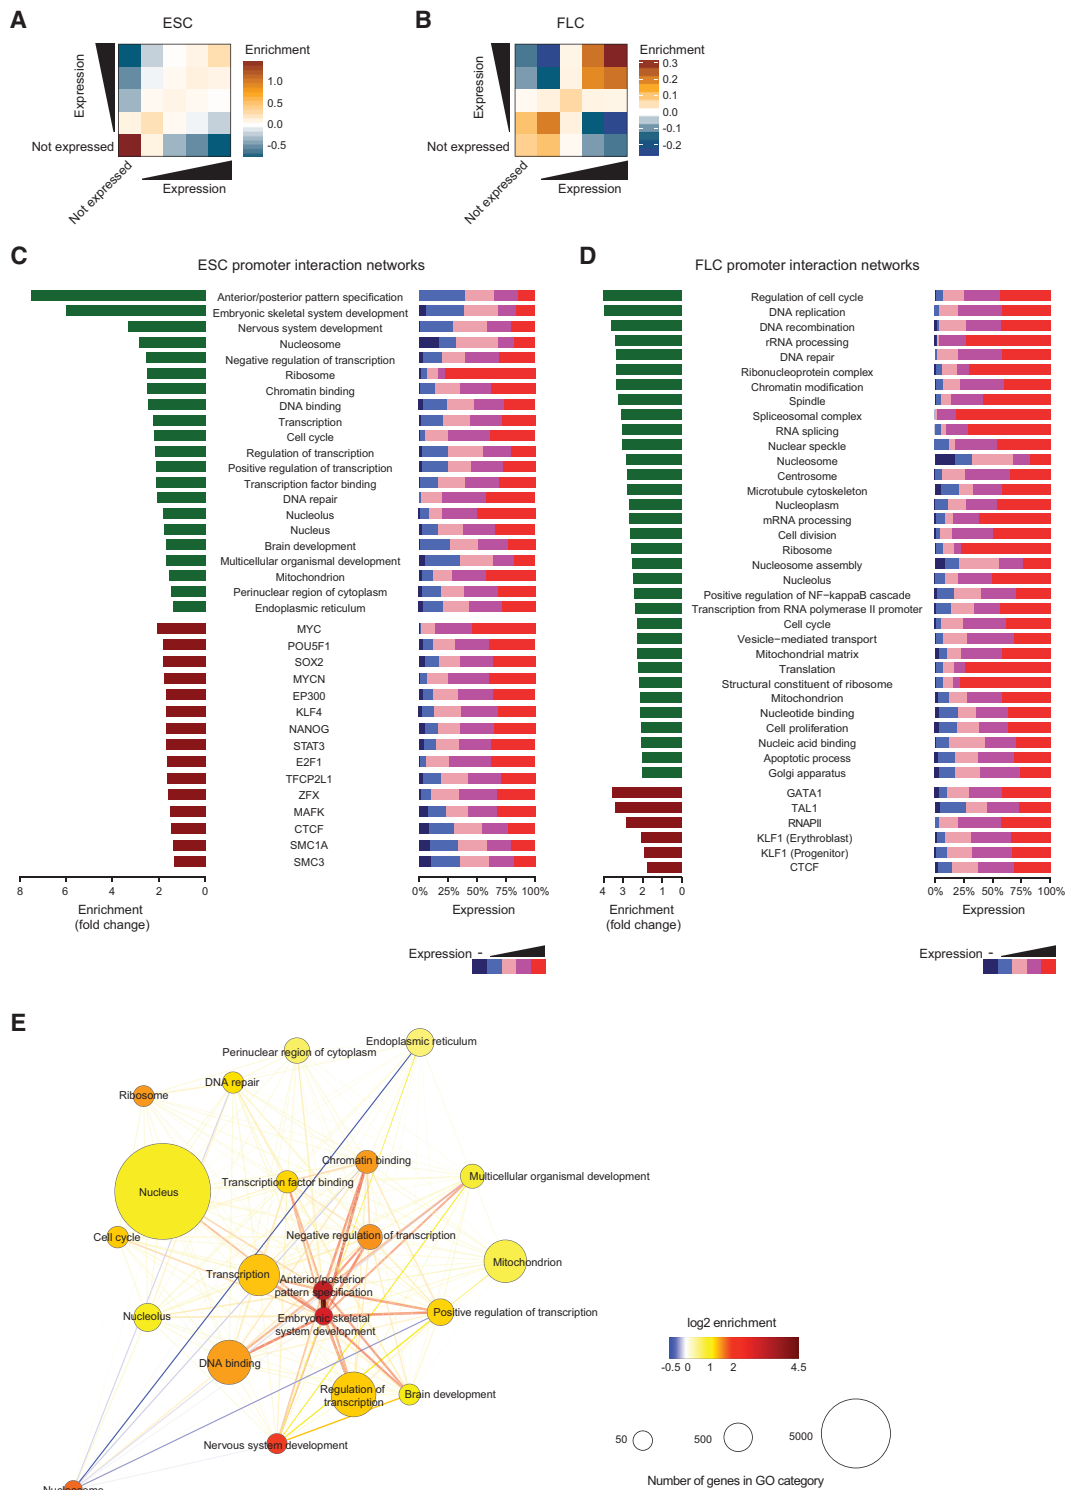 A
ESC
Enrichment
1.0
0.5
0.0
-0.5
Expression
Not expressed
Not expressed
Expression
B
FLC
Enrichment
0.3
0.2
0.1
0.0
-0.1
-0.2
Expression
Not expressed
Not expressed
Expression
C
ESC promoter interaction networks
Anterior/posterior pattern specification
Embryonic skeletal system development
Nervous system development
Nucleosome
Negative regulation of transcription
Ribosome
Chromatin binding
DNA binding
Transcription
Cell cycle
Regulation of transcription
Positive regulation of transcription
Transcription factor binding
DNA repair
Nucleolus
Nucleus
Brain development
Multicellular organismal development
Mitochondrion
Perinuclear region of cytoplasm
Endoplasmic reticulum
MYC
POU5F1
SOX2
MYCN
EP300
KLF4
NANOG
STAT3
E2F1
TFCP2L1
ZFX
MAFK
CTCF
SMC1A
SMC3
8 6 4 2 0
Enrichment
(fold change)
0% 25% 50% 75% 100%
Expression
Expression -
D
FLC promoter interaction networks
Regulation of cell cycle
DNA replication
DNA recombination
rRNA processing
DNA repair
Ribonucleoprotein complex
Chromatin modification
Spindle
Spliceosomal complex
RNA splicing
Nuclear speckle
Nucleosome
Centrosome
Microtubule cytoskeleton
Nucleoplasm
mRNA processing
Cell division
Ribosome
Nucleosome assembly
Nucleolus
Positive regulation of NF-kappaB cascade
Transcription from RNA polymerase II promoter
Cell cycle
Vesicle-mediated transport
Mitochondrial matrix
Translation
Structural constituent of ribosome
Mitochondrion
Nucleotide binding
Cell proliferation
Nucleic acid binding
Apoptotic process
Golgi apparatus
GATA1
TAL1
RNAPII
KLF1 (Erythroblast)
KLF1 (Progenitor)
CTCF
4 3 2 1 0
Enrichment
(fold change)
0% 25% 50% 75% 100%
Expression
Expression -
E
Endoplasmic reticulum
Perinuclear region of cytoplasm
DNA repair
Ribosome
Chromatin binding
Multicellular organismal development
Transcription factor binding
Nucleus
Cell cycle
Negative regulation of transcription
Mitochondrion
Transcription
Anterior/posterior
pattern specification
Nucleolus
Embryonic skeletal
system development
Positive regulation of transcription
DNA binding
Regulation of
transcription
Brain development
Nervous system development
Nucleosome
log2 enrichment
-0.5 0 1 2 4.5
50
500
5000
Number of genes in GO category